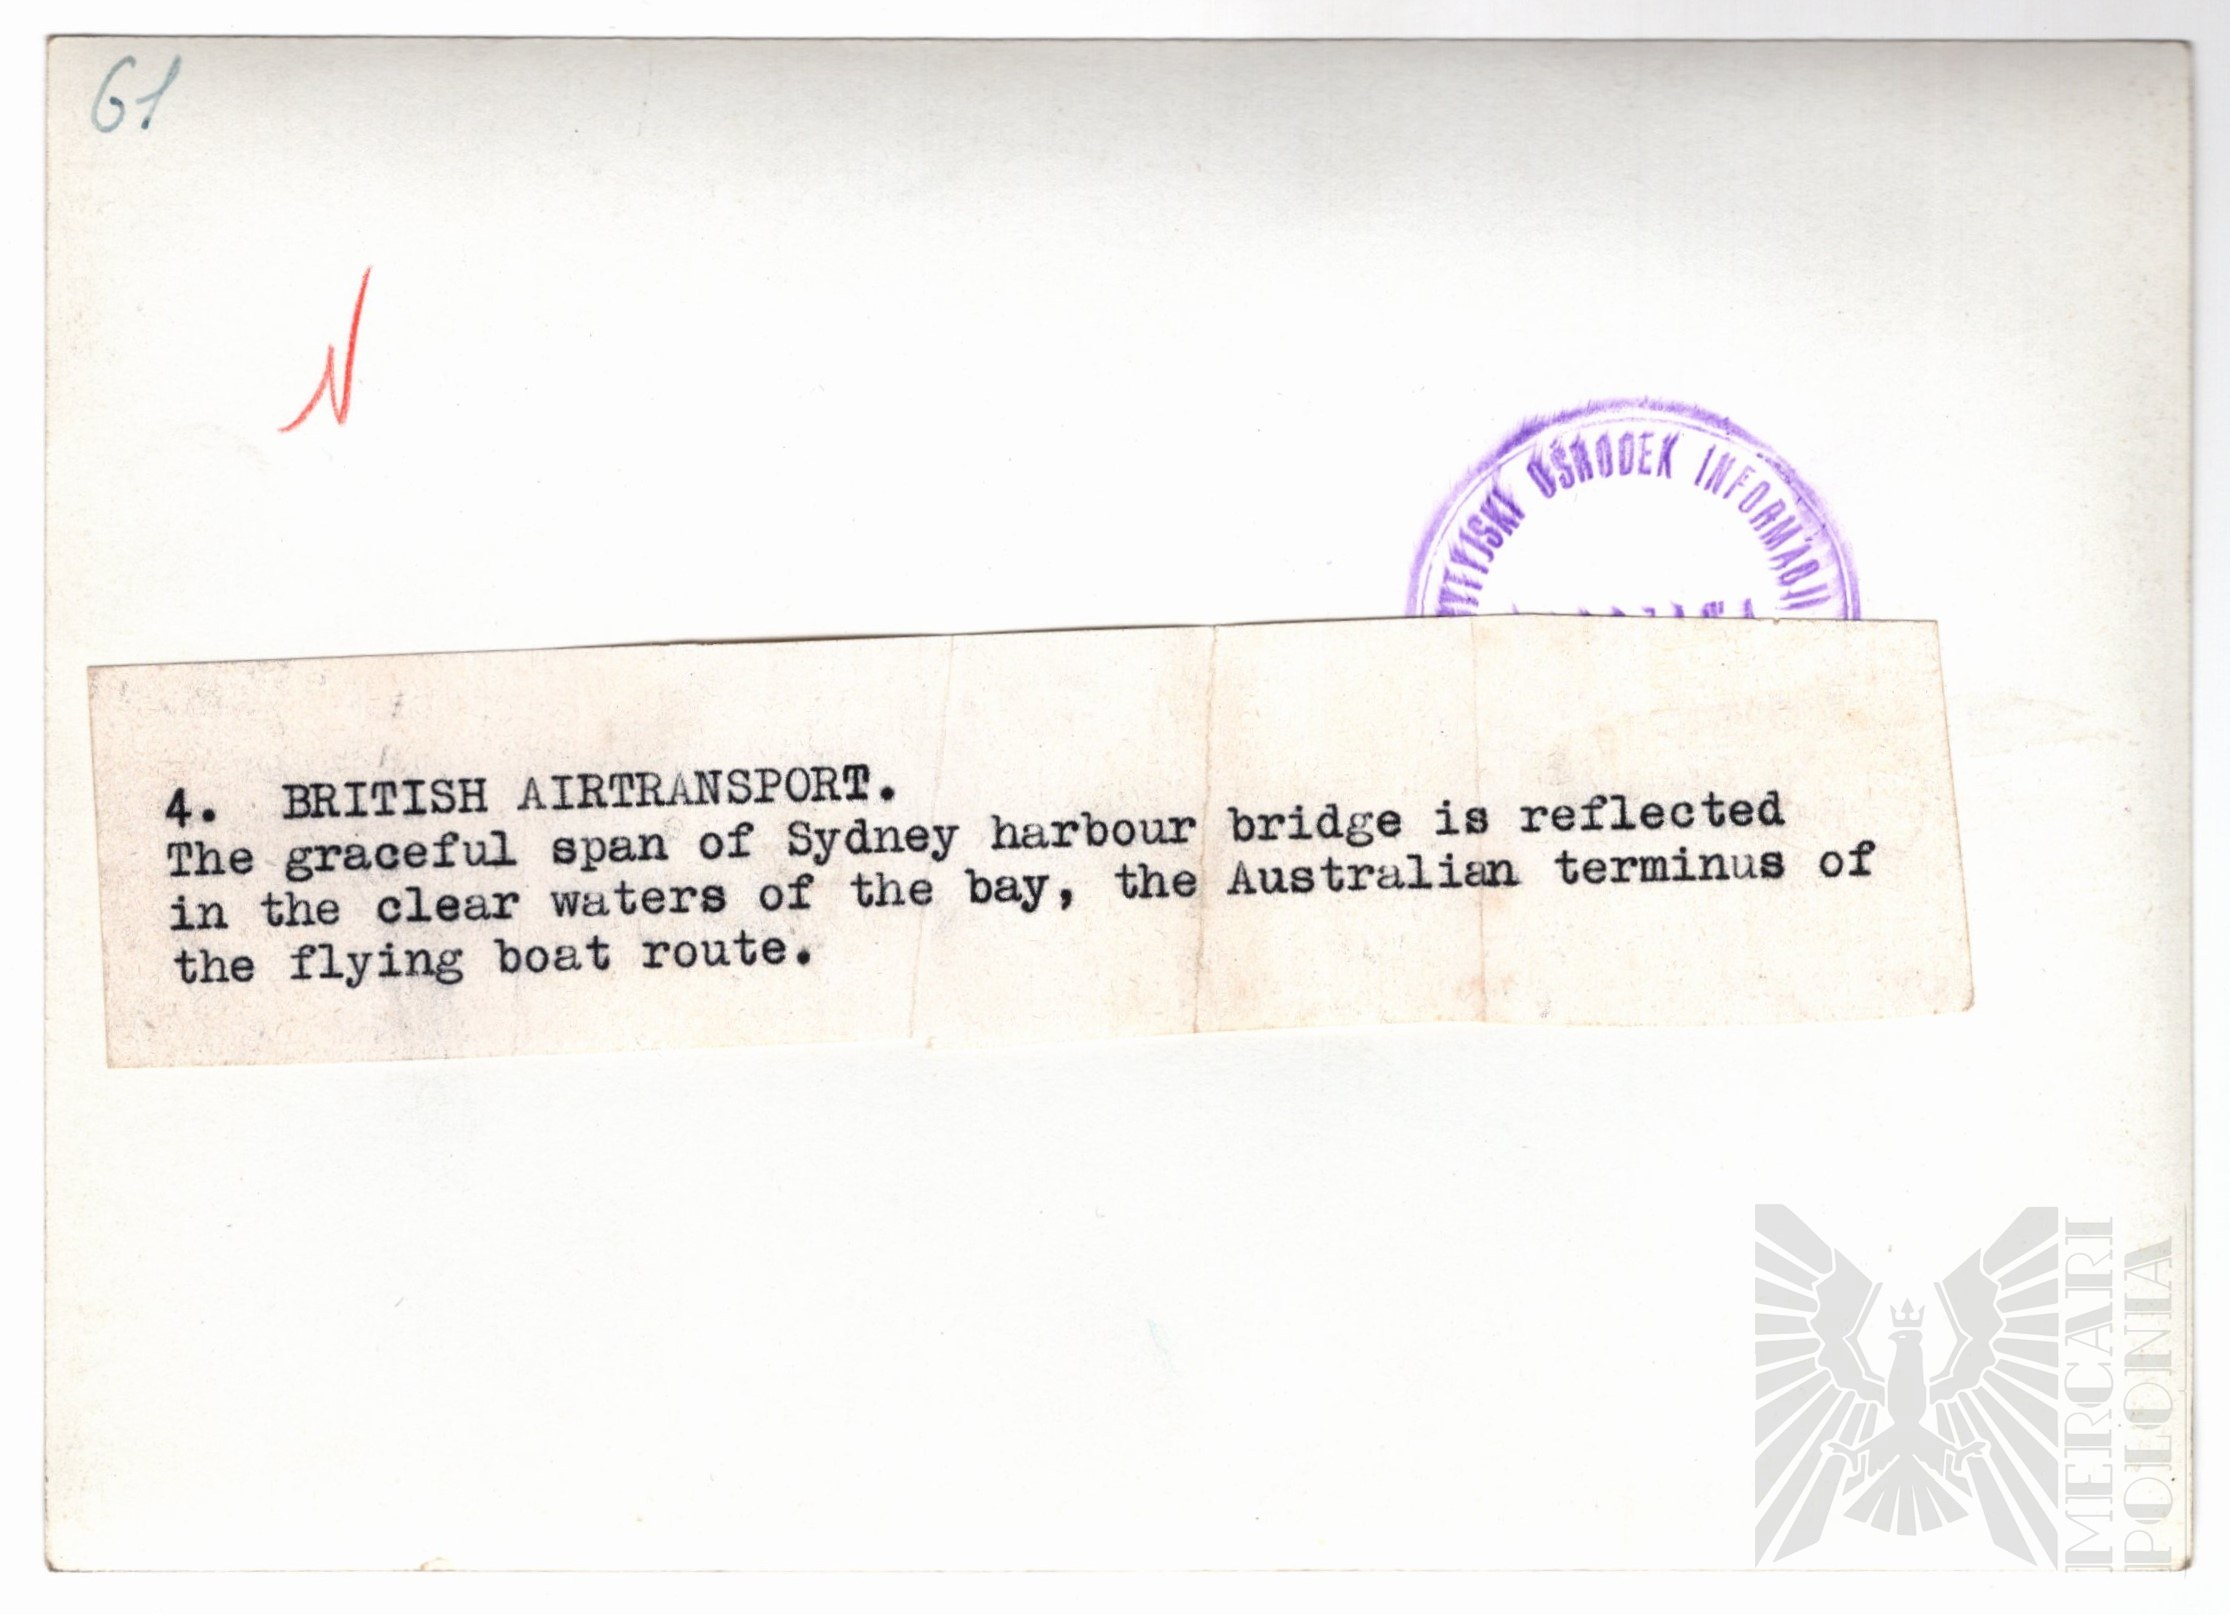 61
N
OŚRODEK INFORMACJI
4. BRITISH AIRTRANSPORT.
The graceful span of Sydney harbour bridge is reflected
in the clear waters of the bay, the Australian terminus of
the flying boat route.
MERCARI
POLONIA